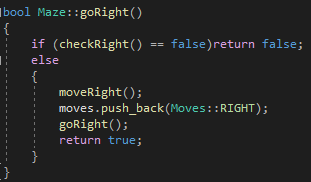 bool Maze::goRight()
{
if (checkRight() == false)return false;
else
{
moveRight();
moves.push_back(Moves::RIGHT);
goRight();
return true;
}
}